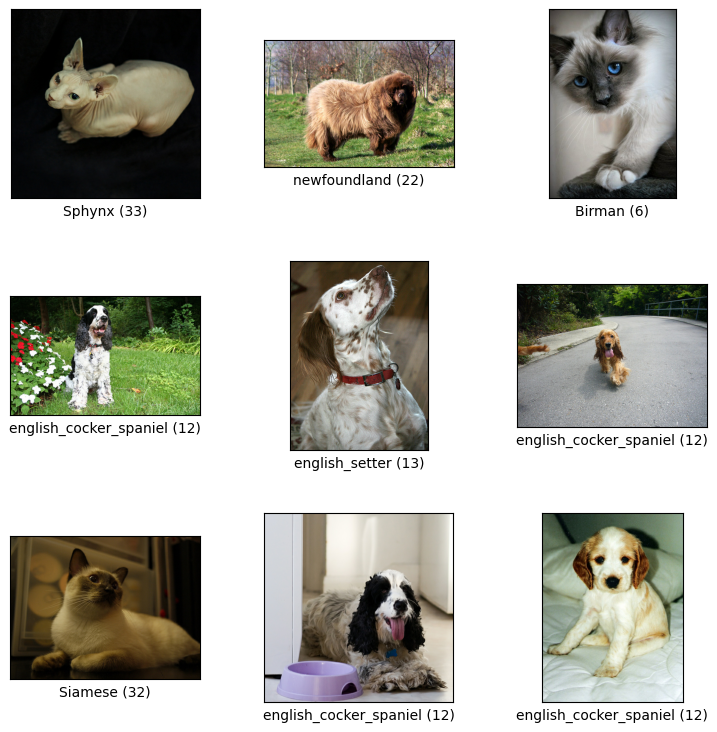 Sphynx (33)
newfoundland (22)
Birman (6)
english_cocker_spaniel (12)
english_setter (13)
english_cocker_spaniel (12)
Siamese (32)
english_cocker_spaniel (12)
english_cocker_spaniel (12)